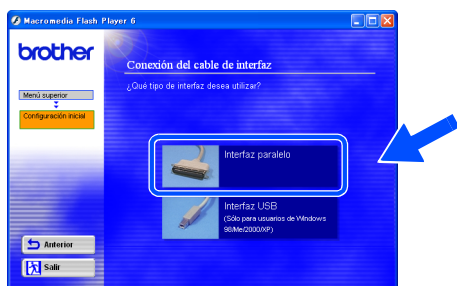 Macromedia Flash Player 6
brother
Conexión del cable de interfaz
¿Qué tipo de interfaz desea utilizar?
Menú superior
Configuración inicial
Interfaz paralelo
Interfaz USB
(Sólo para usuarios de Windows
98/Me/2000/XP)
Anterior
Salir